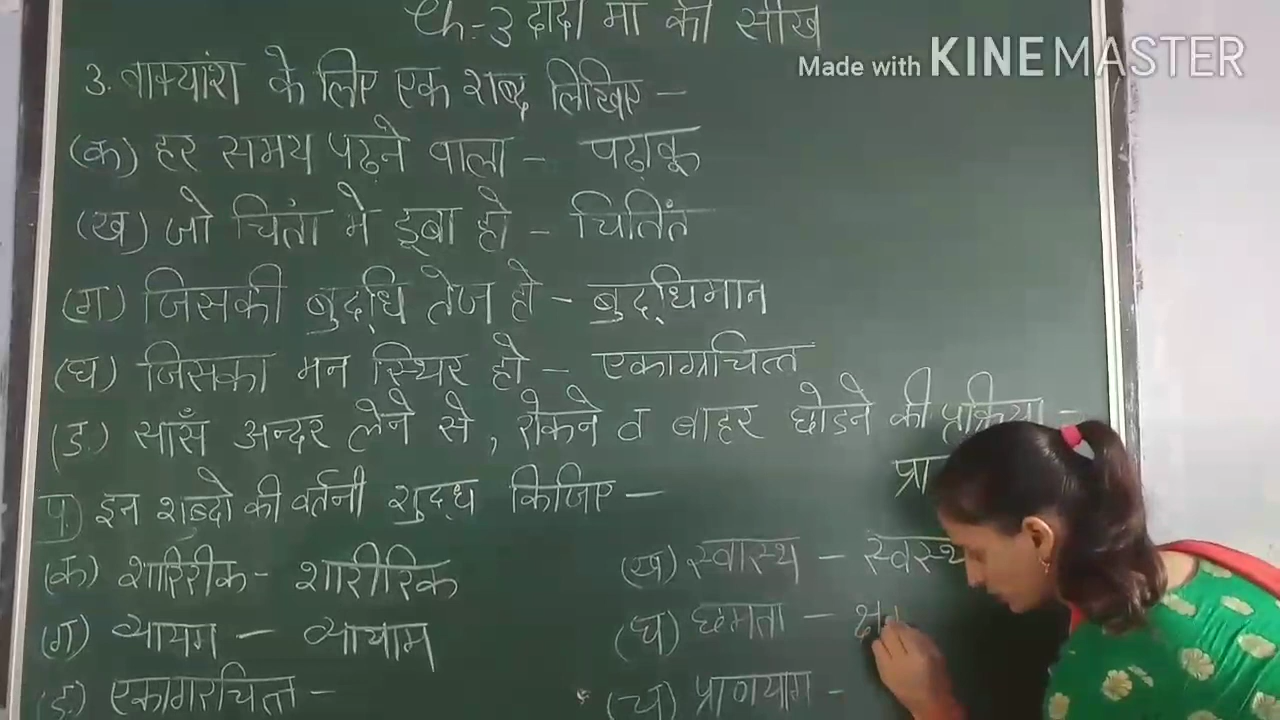 Ch-3 दादी मा की सीख
Made with KINEMASTER
3. वाक्यांश के लिए एक शब्द लिखिए -
(क) हर समय पढ़ने वाला - पढ़ाकू
(ख) जो चिंता मे डूबा हो - चितिंत
(ग) जिसकी बुद्धि तेज हो - बुद्धिमान
(घ) जिसका मन स्थिर हो - एकाग्रचित्त
(ड.) साँस अन्दर लेने से, रोकने व बाहर छोडने की प्रक्रिया -
प्रा
इन शब्दो की वर्तनी शुद्ध किजिए -
(क) शारिरीक - शारीरिक (ख) स्वास्थ - स्वस्थ
(ग) व्यायग - व्यायाम (घ) छमता - क्ष
(ड.) एकागरचित्त - (च) प्राणयाग -